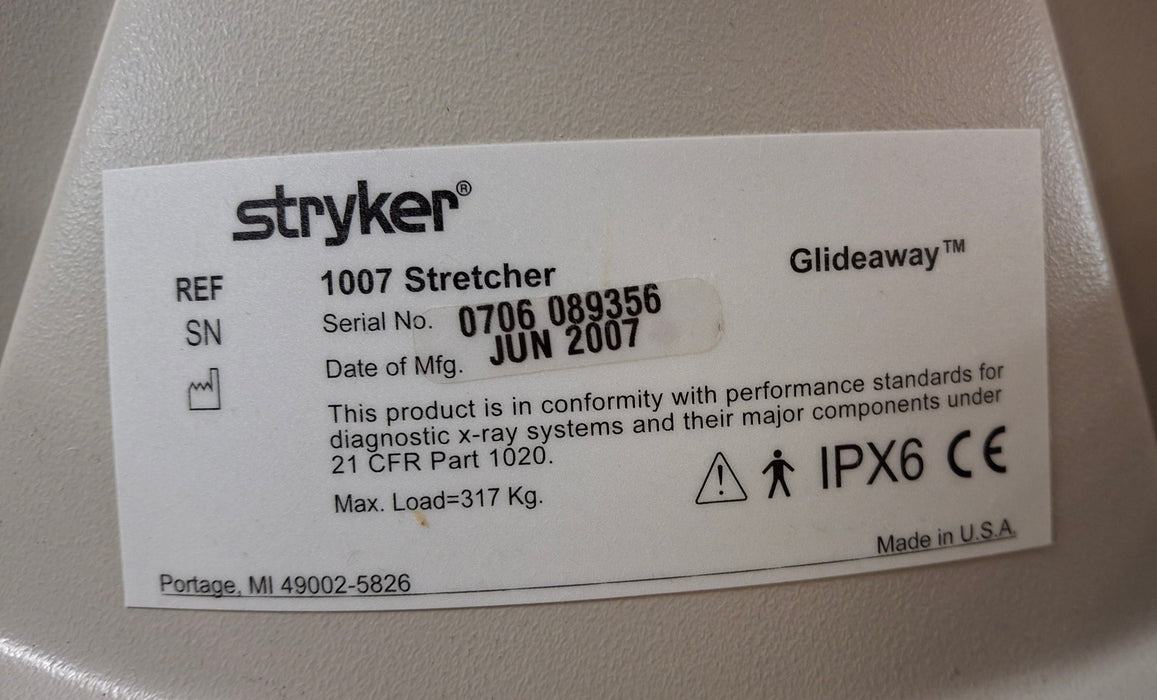 stryker®
Glideaway™
REF 1007 Stretcher
SN Serial No. 0706 089356
Date of Mfg. JUN 2007
This product is in conformity with performance standards for
diagnostic x-ray systems and their major components under
21 CFR Part 1020.
Max. Load=317 Kg.
IPX6 CE
Made in U.S.A.
Portage, MI 49002-5826